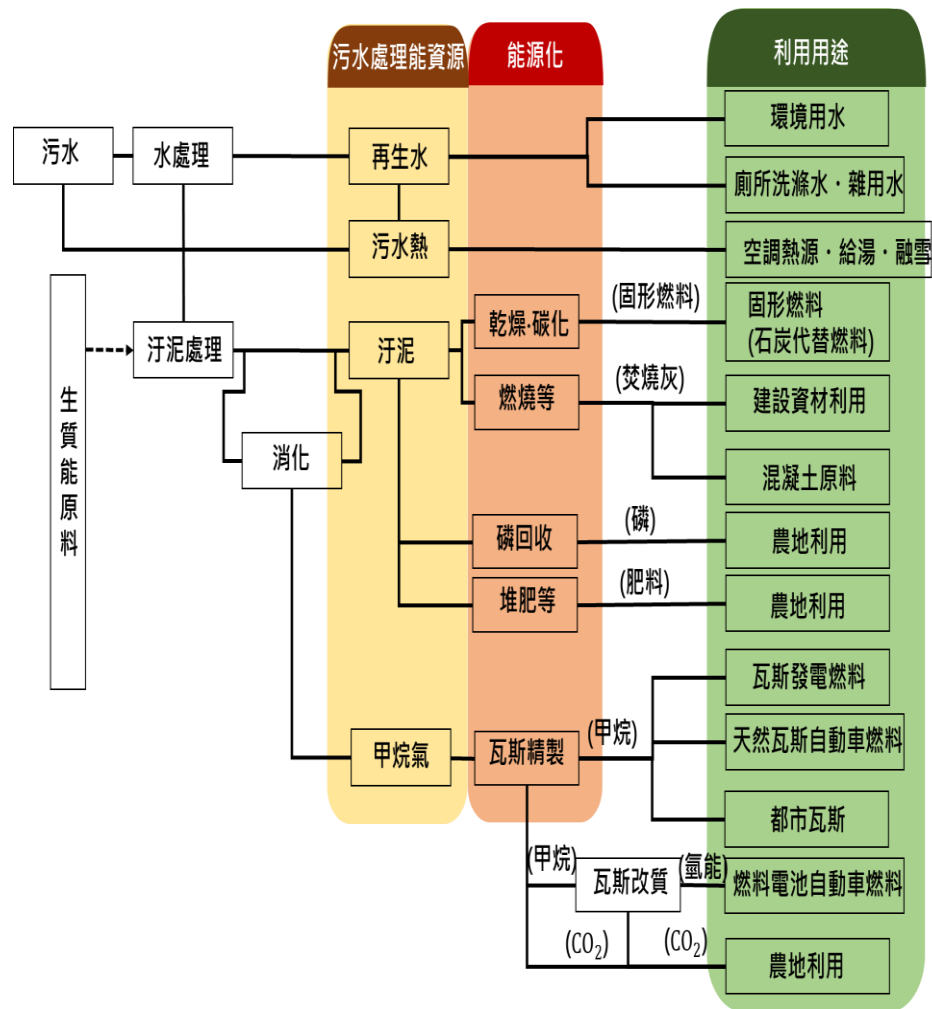 污水處理能資源
能源化
利用用途
污水
水處理
再生水
環境用水
廁所洗滌水・雜用水
污水熱
空調熱源・給湯・融雪
生質能原料
汙泥處理
汙泥
乾燥·碳化
(固形燃料)
固形燃料
(石炭代替燃料)
燃燒等
(焚燒灰)
建設資材利用
混凝土原料
消化
磷回收
(磷)
農地利用
堆肥等
(肥料)
農地利用
甲烷氣
瓦斯精製
(甲烷)
瓦斯發電燃料
天然瓦斯自動車燃料
都市瓦斯
(甲烷)
瓦斯改質
(氫能)
燃料電池自動車燃料
(CO₂)
(CO₂)
農地利用